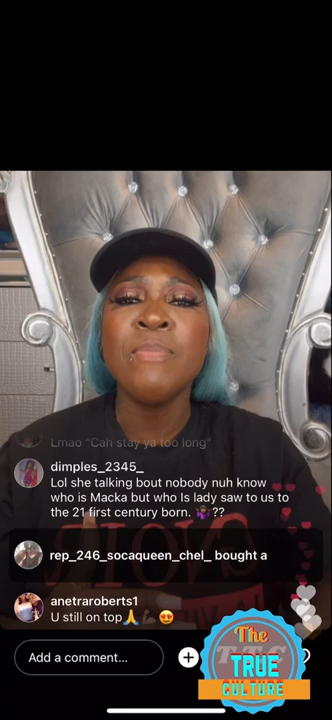 Lmao “Cah stay ya too long”
dimples_2345_
Lol she talking bout nobody nuh know
who is Macka but who Is lady saw to us to
the 21 first century born. 🤷🏾‍♀️??
rep_246_socaqueen_chel_ bought a
anetraroberts1
U still on top🙏💪🏿 😍
Add a comment...
The
TRUE
CULTURE